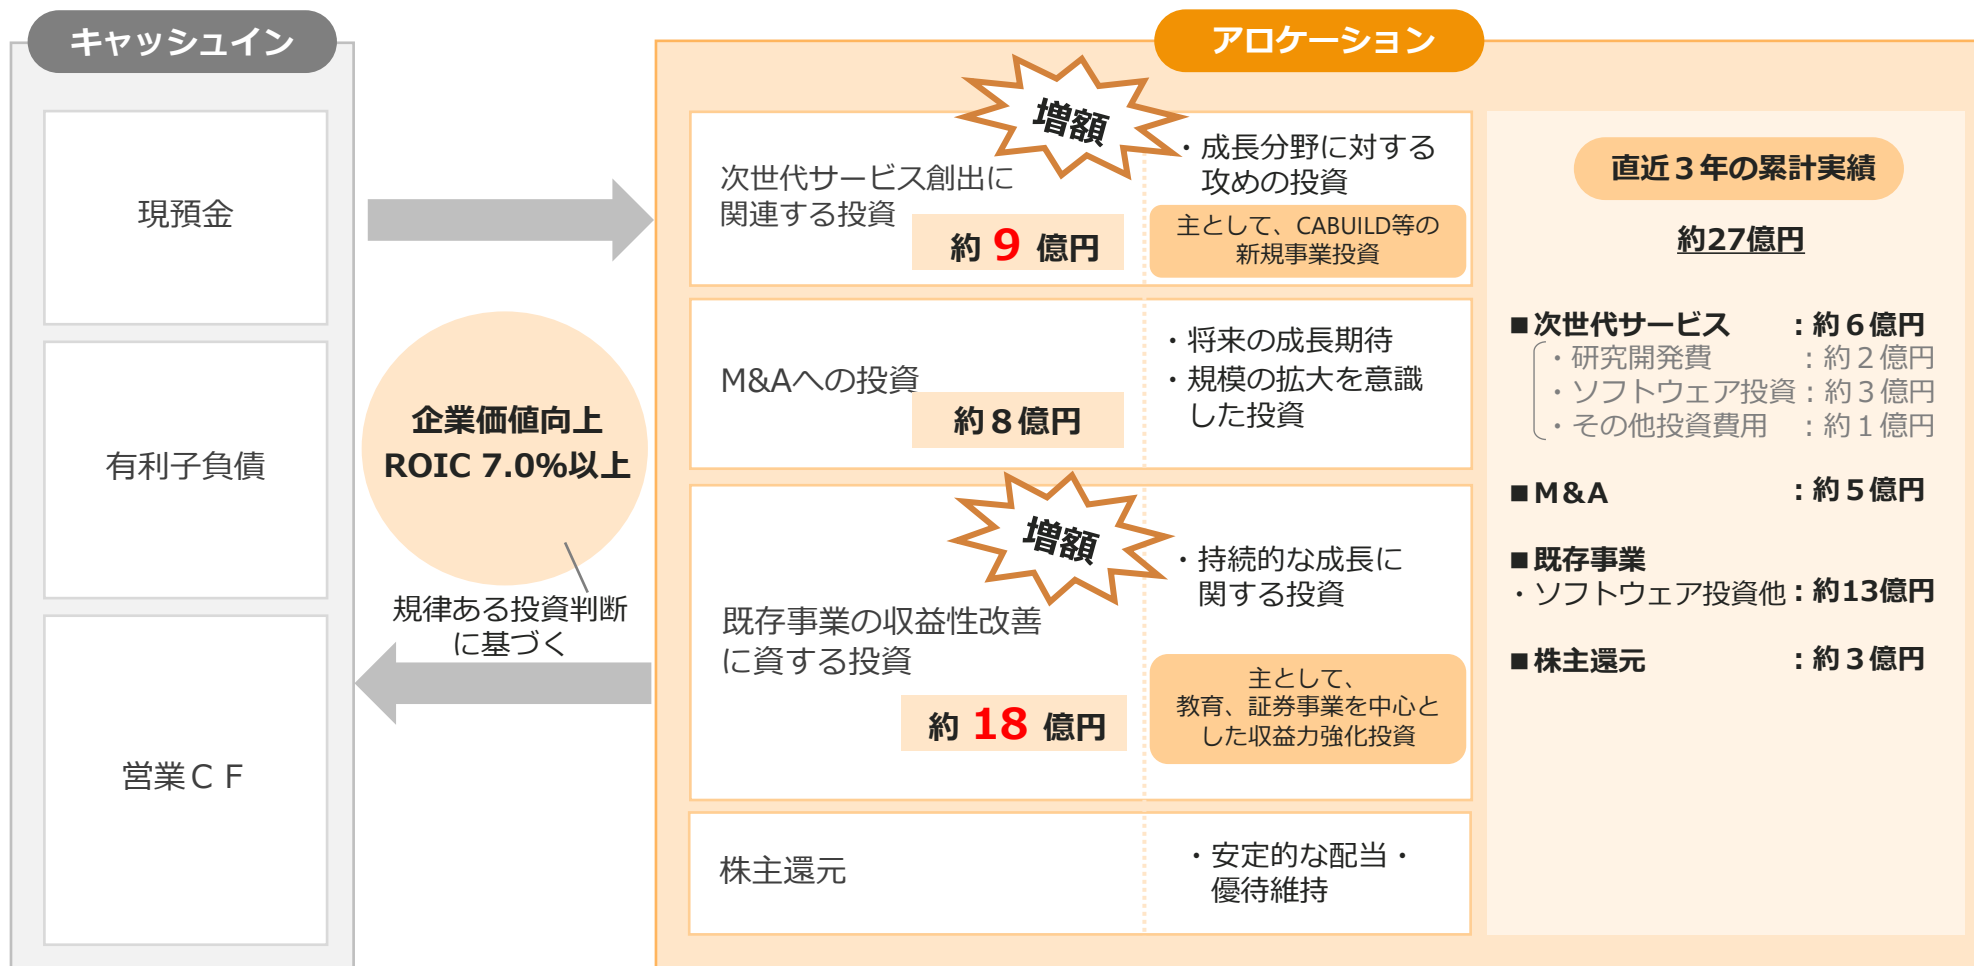 キャッシュイン
現預金
有利子負債
営業ＣＦ
企業価値向上
ROIC 7.0%以上
規律ある投資判断
に基づく
アロケーション
増額
次世代サービス創出に
関連する投資
約 9 億円
・成長分野に対する
攻めの投資
主として、CABUILD等の
新規事業投資
M&Aへの投資
約８億円
・将来の成長期待
・規模の拡大を意識
した投資
増額
既存事業の収益性改善
に資する投資
約 18 億円
・持続的な成長に
関する投資
主として、
教育、証券事業を中心と
した収益力強化投資
株主還元
・安定的な配当・
優待維持
直近３年の累計実績
約27億円
■次世代サービス ：約６億円
・研究開発費 ：約２億円
・ソフトウェア投資：約３億円
・その他投資費用 ：約１億円
■M&A ：約５億円
■既存事業
・ソフトウェア投資他：約13億円
■株主還元 ：約３億円